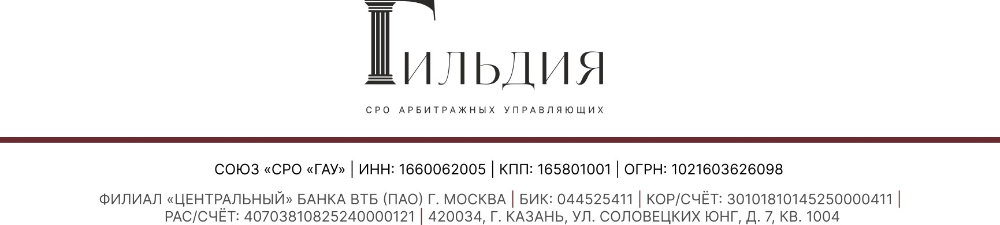 Гильдия
СРО АРБИТРАЖНЫХ УПРАВЛЯЮЩИХ
СОЮЗ «СРО «ГАУ» | ИНН: 1660062005 | КПП: 165801001 | ОГРН: 1021603626098
ФИЛИАЛ «ЦЕНТРАЛЬНЫЙ» БАНКА ВТБ (ПАО) Г. МОСКВА | БИК: 044525411 | КОР/СЧЁТ: 30101810145250000411 |
РАС/СЧЁТ: 40703810825240000121 | 420034, Г. КАЗАНЬ, УЛ. СОЛОВЕЦКИХ ЮНГ, Д. 7, КВ. 1004